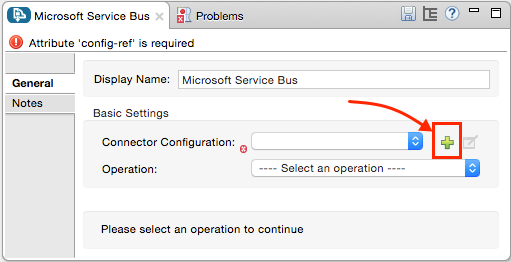 Microsoft Service Bus Problems
Attribute 'config-ref' is required
General
Notes
Display Name: Microsoft Service Bus
Basic Settings
Connector Configuration:
Operation: ---- Select an operation ----
Please select an operation to continue